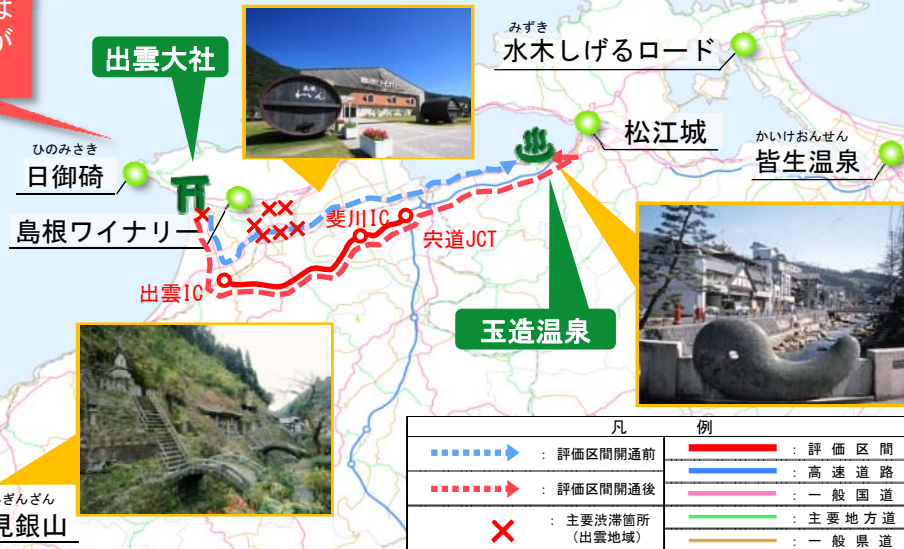 は
が
出雲大社
みずき
水木しげるロード
松江城
かいけおんせん
皆生温泉
ひのみさき
日御碕
島根ワイナリー
斐川IC
宍道JCT
出雲IC
玉造温泉
ぎんざん
見銀山
凡例
: 評価区間開通前
: 評価区間開通後
: 主要渋滞箇所
(出雲地域)
: 評価区間
: 高速道路
: 一般国道
: 主要地方道
: 一般県道